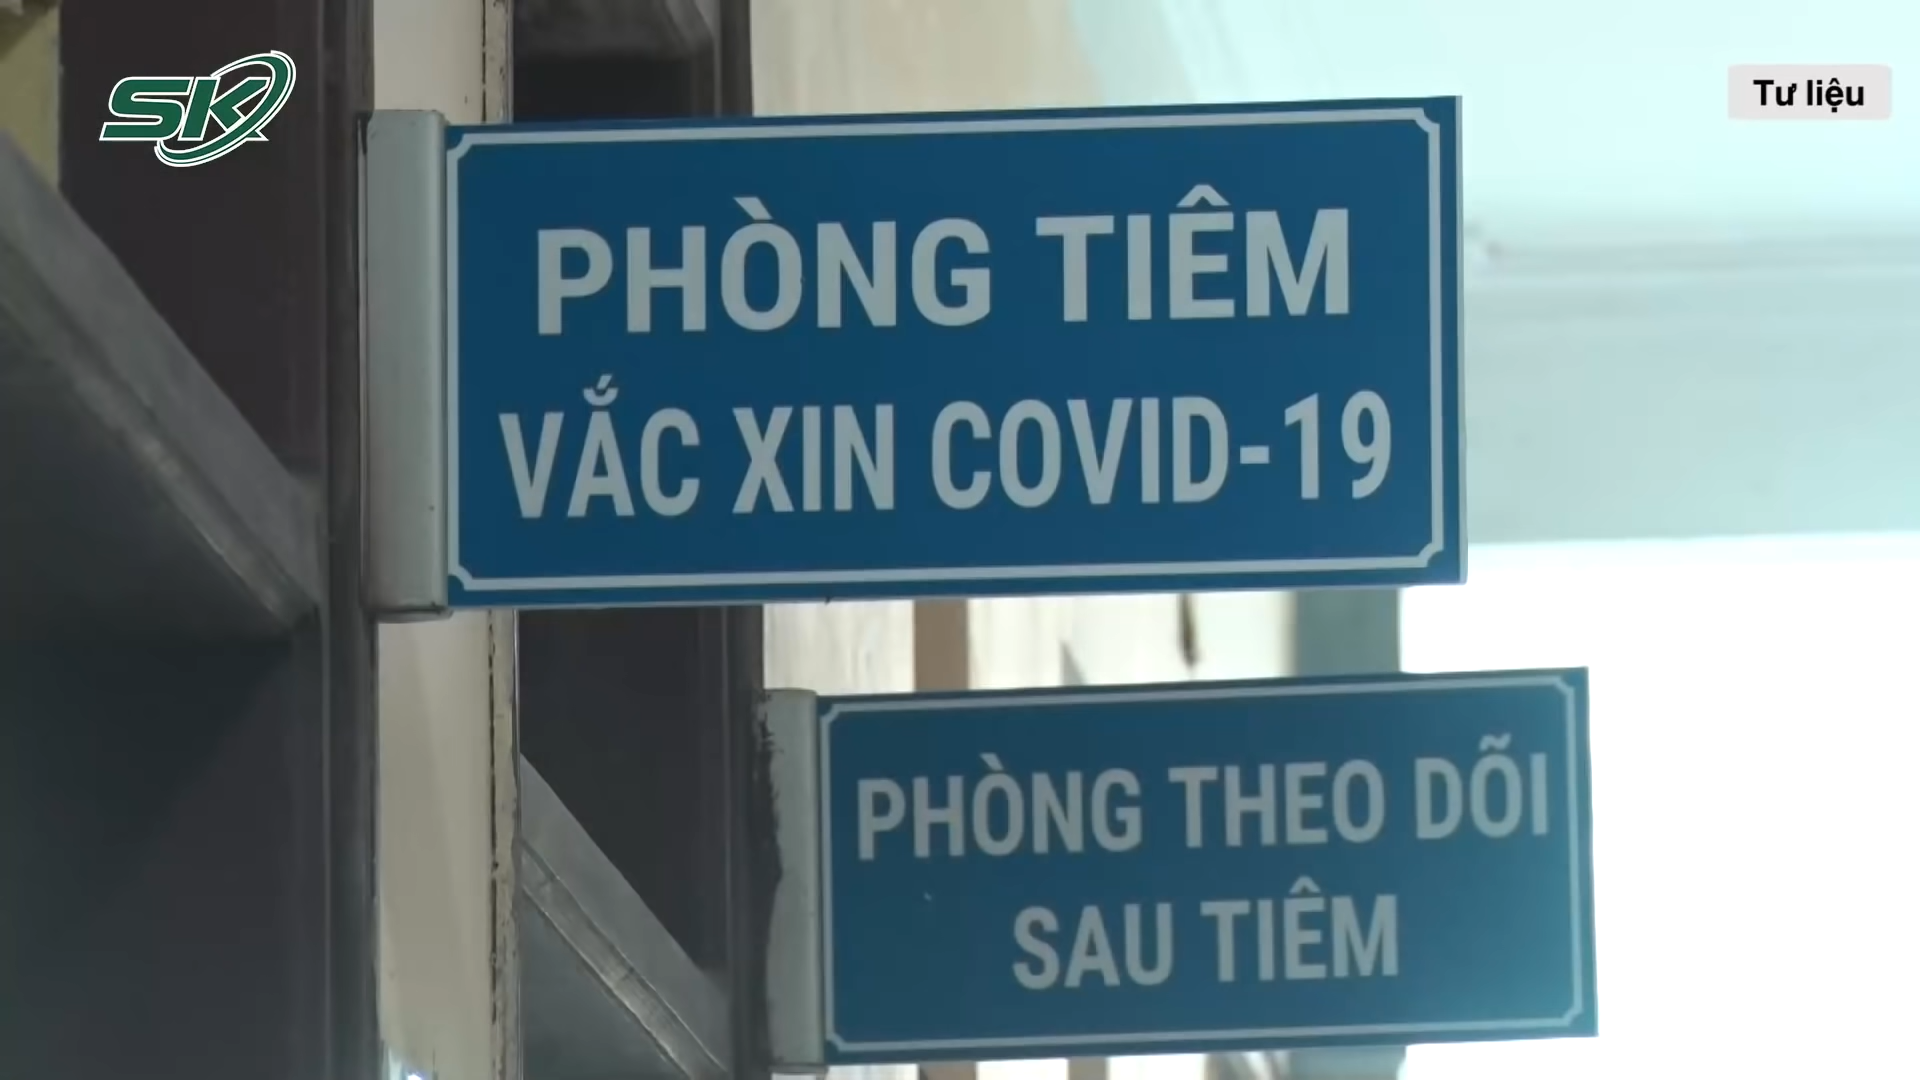 SK
Tư liệu
PHÒNG TIÊM
VẮC XIN COVID-19
PHÒNG THEO DÕI
SAU TIÊM